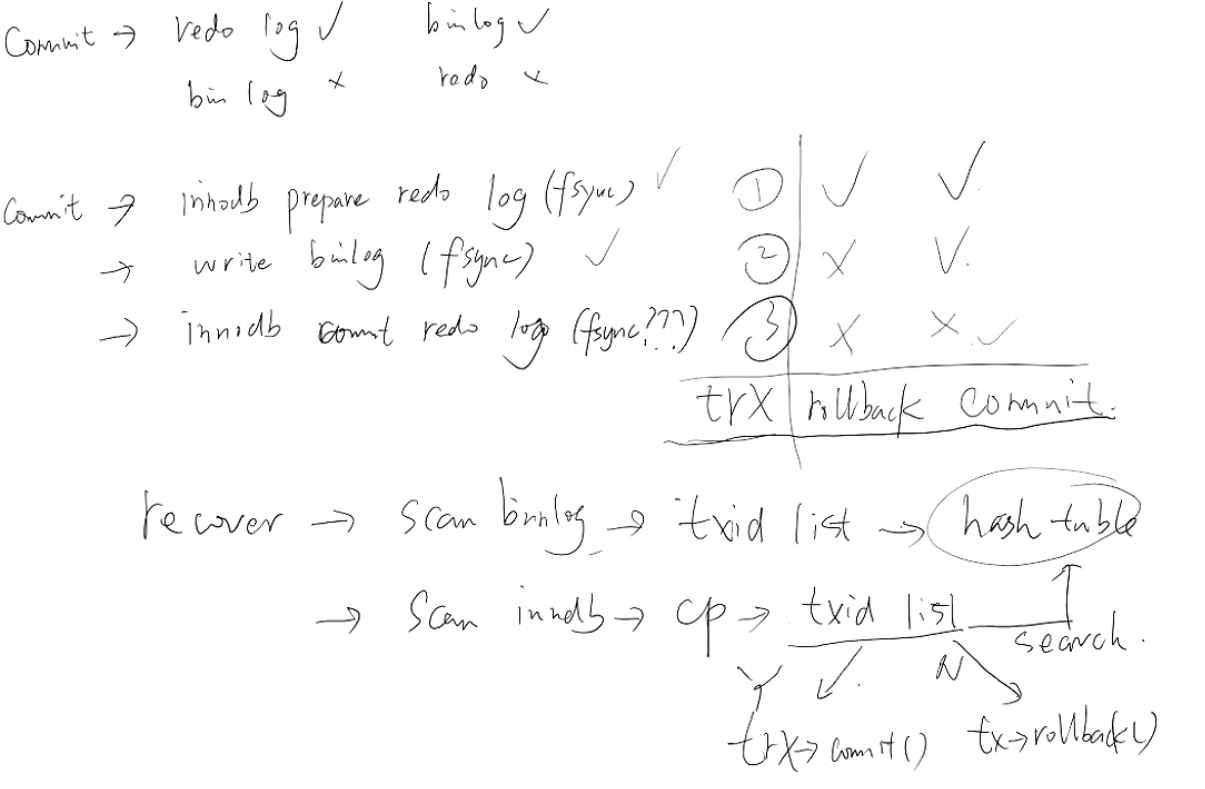 Commit → redo log ✓ binlog ✓
bin log × redo ×
Commit → innodb prepare redo log (fsync) ✓ ① ✓ ✓.
→ write binlog (fsync) ✓ ② × ✓.
→ innodb commit redo log (fsync???) ③ × × ✓
trx rollback commit.
recover → scan binlog → txid list → hash table
→ Scan innodb → cp → txid list search.
Y N
trx→commit() tx→rollback()